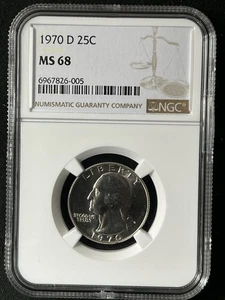 1970 D 25C
MS 68
6967826-005
NUMISMATIC GUARANTY COMPANY
NGC
LIBERTY
IN GOD WE
TRUST
1970